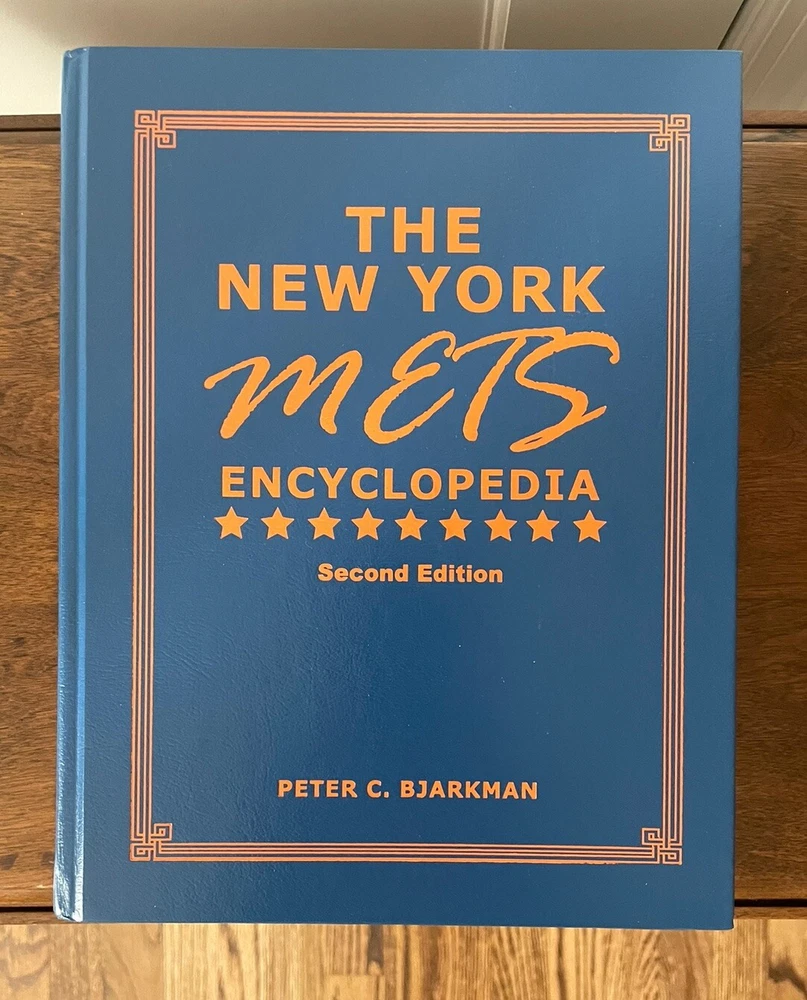 THE
NEW YORK
METS
ENCYCLOPEDIA
Second Edition
PETER C. BJARKMAN